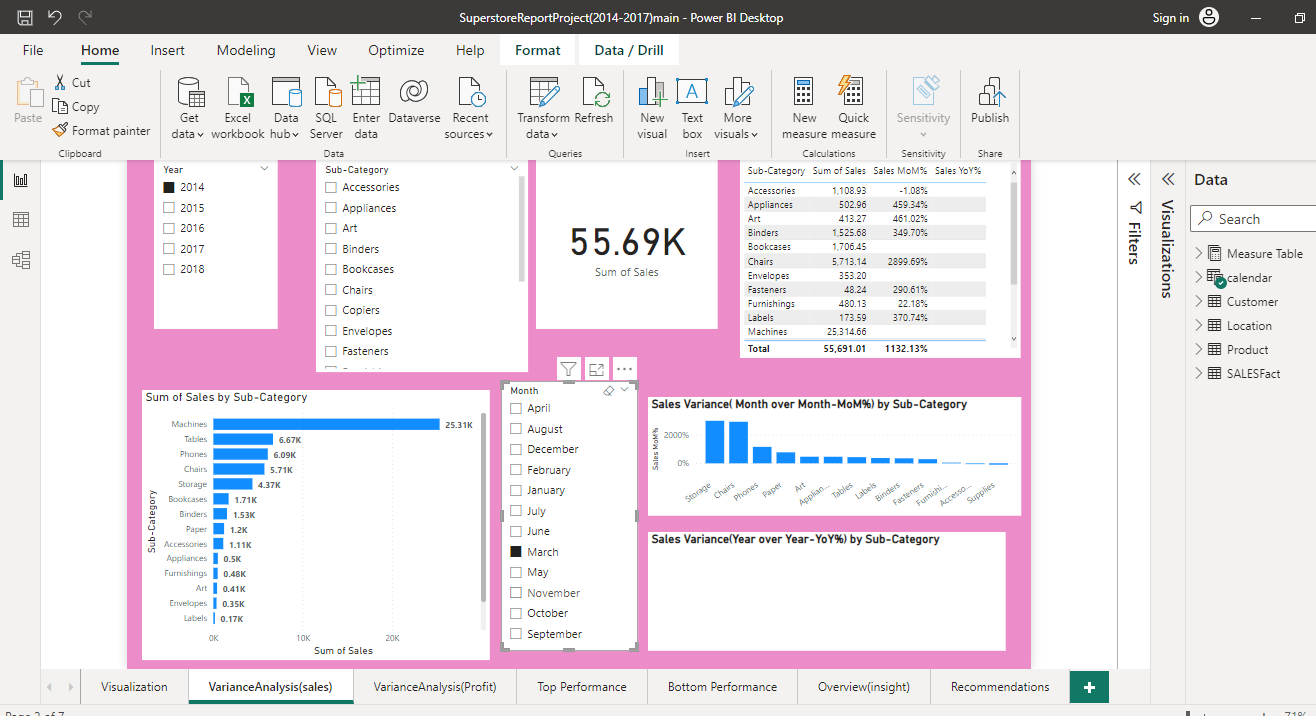 SuperstoreReportProject(2014-2017)main - Power BI Desktop
Sign in
File Home Insert Modeling View Optimize Help Format Data / Drill
Paste
Cut
Copy
Format painter
Clipboard
Get data
Excel workbook
Data hub
SQL Server
Enter data
Dataverse
Recent sources
Data
Transform data
Refresh
Queries
New visual
Text box
More visuals
Insert
New measure
Quick measure
Calculations
Sensitivity
Sensitivity
Publish
Share
Year
2014
2015
2016
2017
2018
Sub-Category
Accessories
Appliances
Art
Binders
Bookcases
Chairs
Copiers
Envelopes
Fasteners
55.69K
Sum of Sales
Sub-Category Sum of Sales Sales MoM% Sales YoY%
Accessories 1,108.93 -1.08%
Appliances 502.96 459.34%
Art 413.27 461.02%
Binders 1,525.68 349.70%
Bookcases 1,706.45
Chairs 5,713.14 2899.69%
Envelopes 353.20
Fasteners 48.24 290.61%
Furnishings 480.13 22.18%
Labels 173.59 370.74%
Machines 25,314.66
Total 55,691.01 1132.13%
Sum of Sales by Sub-Category
Sub-Category
Machines 25.31K
Tables 6.67K
Phones 6.09K
Chairs 5.71K
Storage 4.37K
Bookcases 1.71K
Binders 1.53K
Paper 1.2K
Accessories 1.11K
Appliances 0.5K
Furnishings 0.48K
Art 0.41K
Envelopes 0.35K
Labels 0.17K
0K 10K 20K
Sum of Sales
Month
April
August
December
February
January
July
June
March
May
November
October
September
Sales Variance( Month over Month-MoM%) by Sub-Category
Sales MoM%
2000%
0%
Storage Chairs Phones Paper Art Applian... Tables Labels Binders Fasteners Furnishi... Accesso... Supplies
Sales Variance(Year over Year-YoY%) by Sub-Category
Filters
Visualizations
Data
Search
Measure Table
calendar
Customer
Location
Product
SALESFact
Visualization VarianceAnalysis(sales) VarianceAnalysis(Profit) Top Performance Bottom Performance Overview(insight) Recommendations